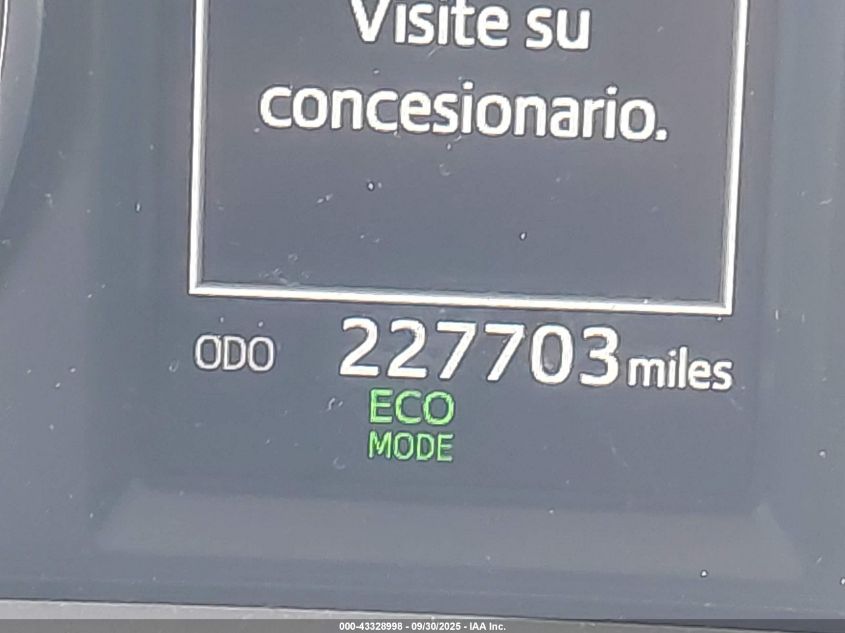 Visite su
concesionario.
ODO 227703 miles
ECO
MODE
000-43328998 - 09/30/2025 - IAA Inc.